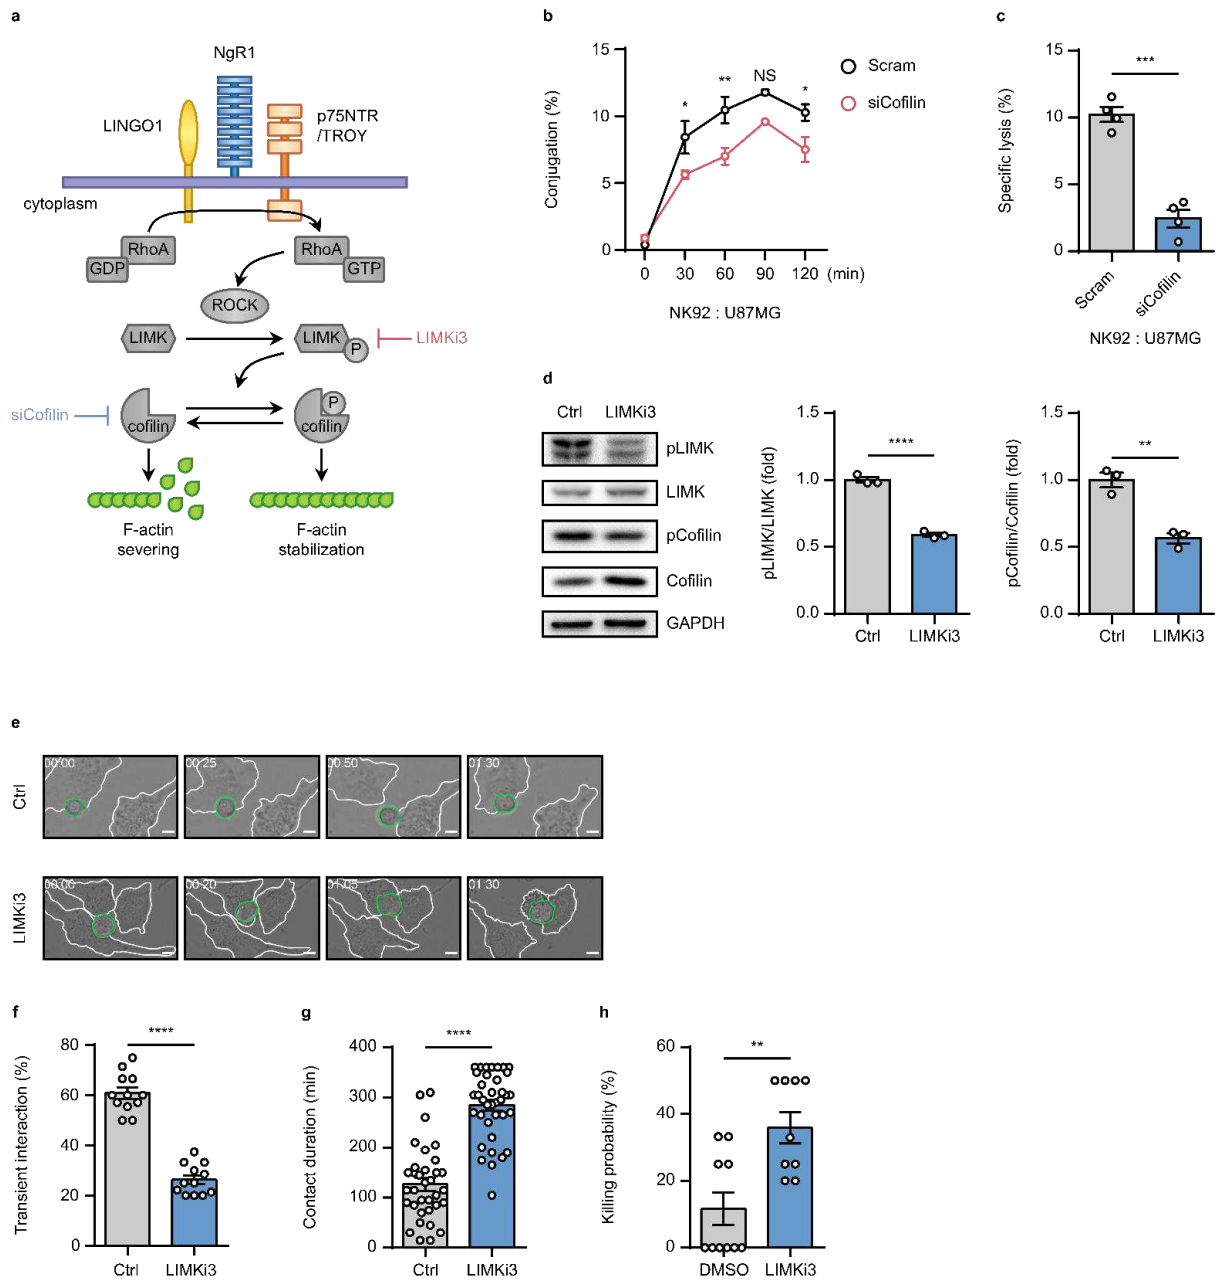 a
NgR1
LINGO1
p75NTR
/TROY
cytoplasm
RhoA
GDP
RhoA
GTP
ROCK
LIMK
LIMK
P
LIMKi3
siCofilin
cofilin
P
cofilin
F-actin
severing
F-actin
stabilization
b
Conjugation (%)
15
10
5
0
*
**
NS
*
Scram
siCofilin
0
30
60
90
120
(min)
NK92 : U87MG
c
Specific lysis (%)
15
10
5
0
***
Scram
siCofilin
NK92 : U87MG
d
Ctrl
LIMKi3
pLIMK
LIMK
pCofilin
Cofilin
GAPDH
pLIMK/LIMK (fold)
1.5
1.0
0.5
0.0
****
Ctrl
LIMKi3
pCofilin/Cofilin (fold)
1.5
1.0
0.5
0.0
**
Ctrl
LIMKi3
e
Ctrl
00:00
00:25
00:50
01:30
LIMKi3
00:00
00:20
01:05
01:30
f
Transient interaction (%)
80
60
40
20
0
****
Ctrl
LIMKi3
g
Contact duration (min)
400
300
200
100
0
****
Ctrl
LIMKi3
h
Killing probability (%)
60
40
20
0
**
DMSO
LIMKi3